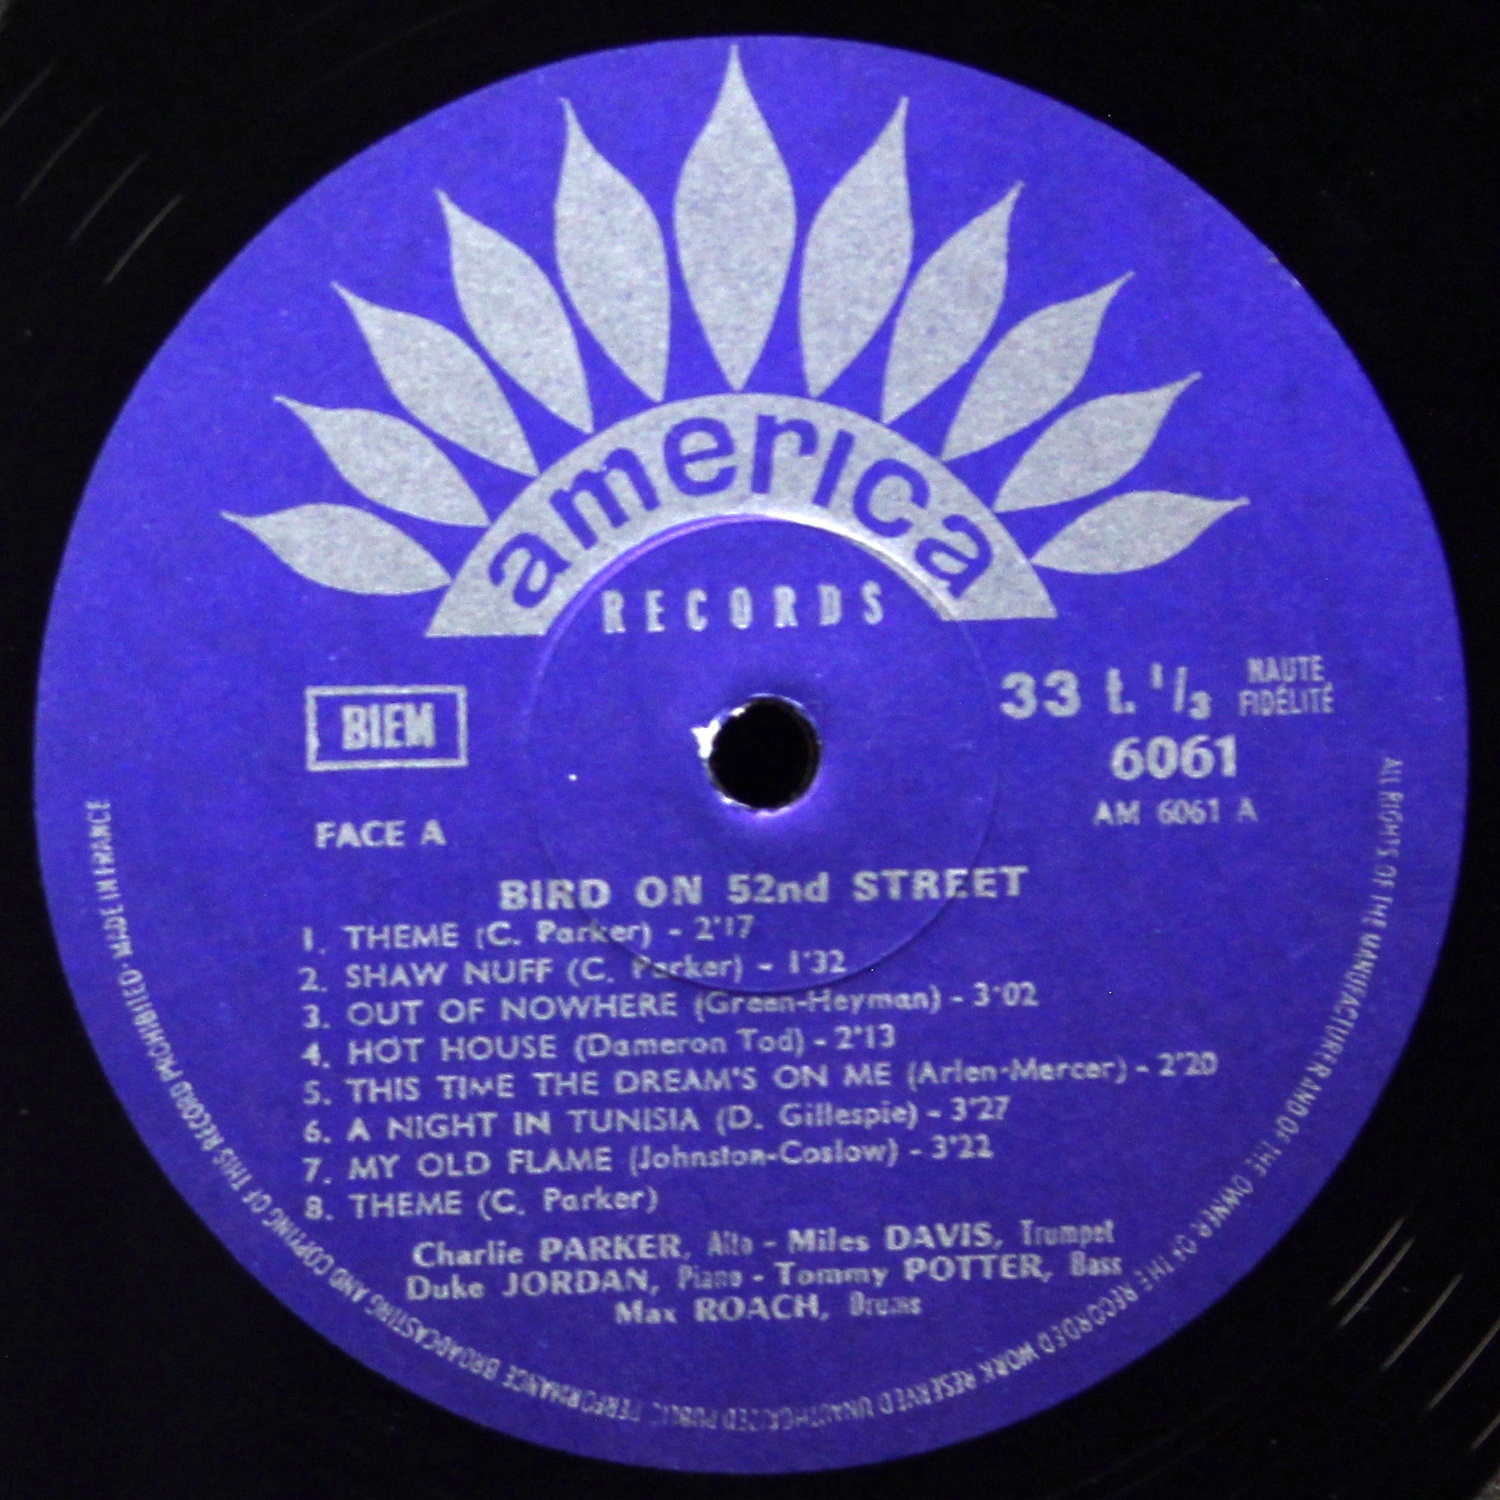 america
RECORDS
BIEM
33 t. 1/3 HAUTE FIDÉLITÉ
6061
AM 6061 A
FACE A
BIRD ON 52nd STREET
1. THEME (C. Parker) - 2'17
2. SHAW NUFF (C. Parker) - 1'32
3. OUT OF NOWHERE (Green-Heyman) - 3'02
4. HOT HOUSE (Dameron Tod) - 2'13
5. THIS TIME THE DREAM'S ON ME (Arlen-Mercer) - 2'20
6. A NIGHT IN TUNISIA (D. Gillespie) - 3'27
7. MY OLD FLAME (Johnston-Coslow) - 3'22
8. THEME (C. Parker)
Charlie PARKER, Alto - Miles DAVIS, Trumpet
Duke JORDAN, Piano - Tommy POTTER, Bass
Max ROACH, Drums
ALL RIGHTS OF THE MANUFACTURER AND OF THE OWNER OF THE RECORDED WORK RESERVED UNAUTHORIZED PUBLIC PERFORMANCE BROADCASTING AND COPYING OF THIS RECORD PROHIBITED · MADE IN FRANCE